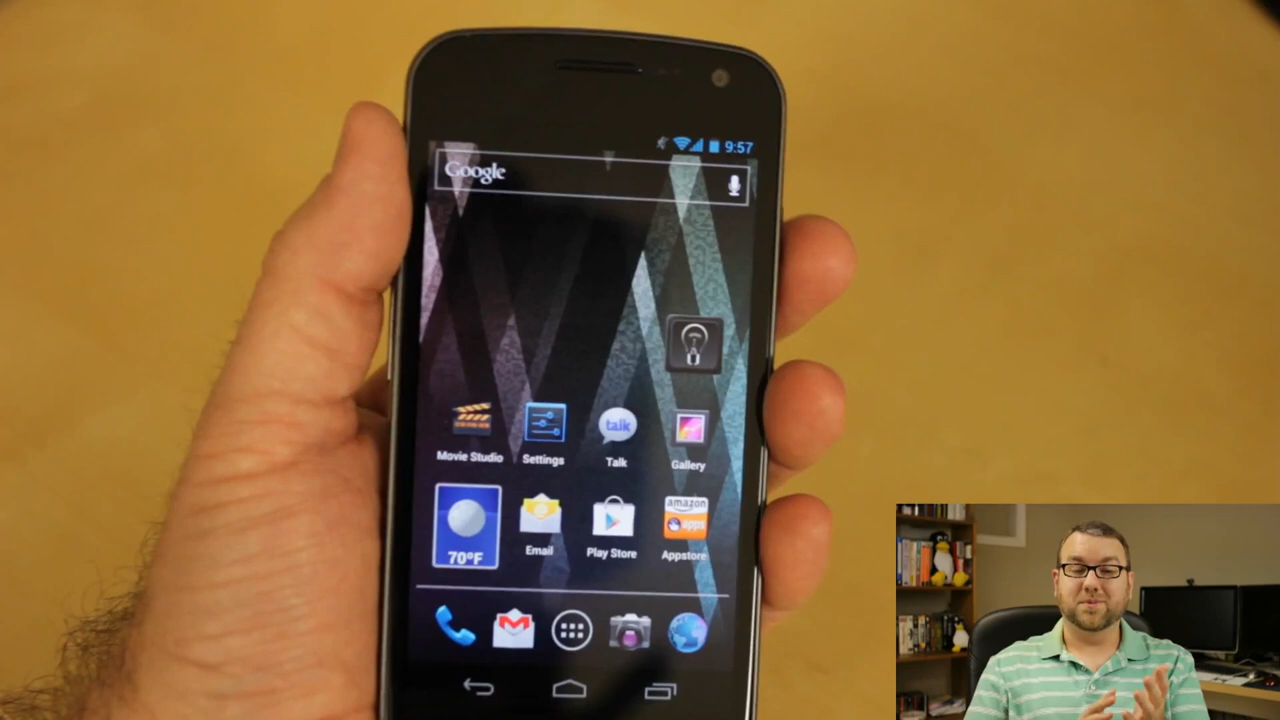 9:57
Google
talk
Movie Studio
Settings
Talk
Gallery
amazon
apps
70°F
Email
Play Store
Appstore